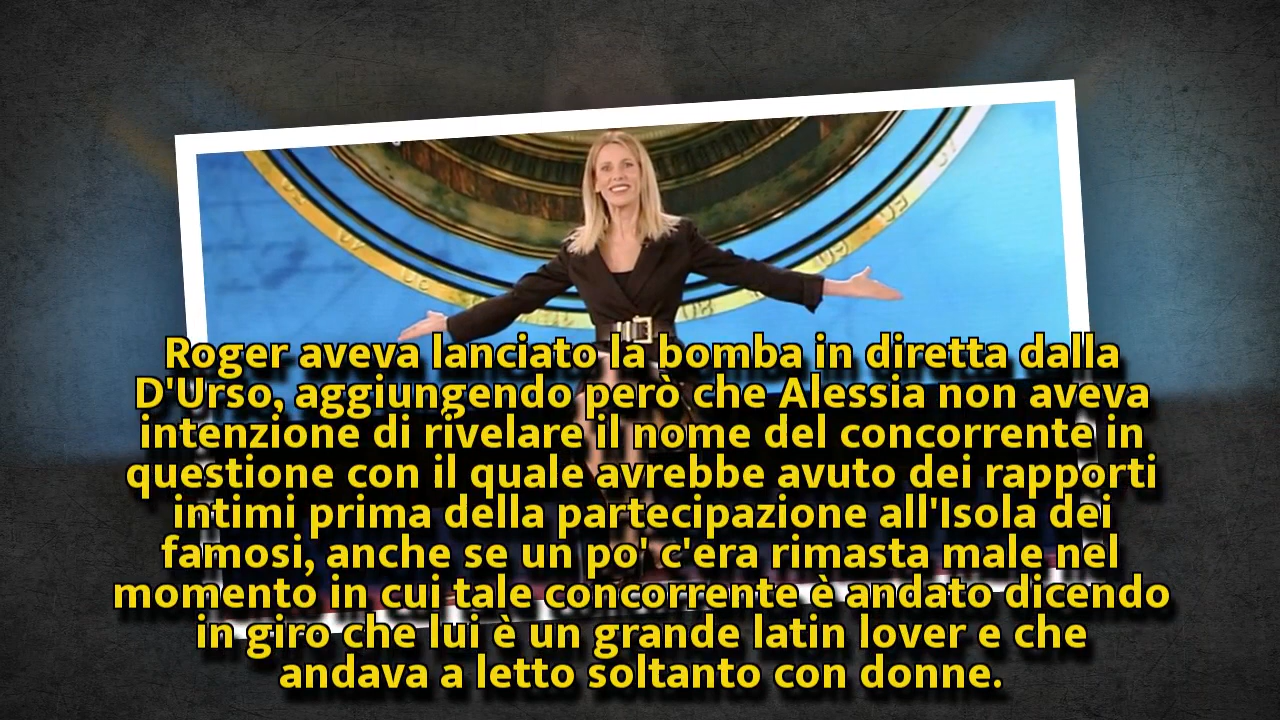 Roger aveva lanciato la bomba in diretta dalla
D'Urso, aggiungendo però che Alessia non aveva
intenzione di rivelare il nome del concorrente in
questione con il quale avrebbe avuto dei rapporti
intimi prima della partecipazione all'Isola dei
famosi, anche se un po' c'era rimasta male nel
momento in cui tale concorrente è andato dicendo
in giro che lui è un grande latin lover e che
andava a letto soltanto con donne.